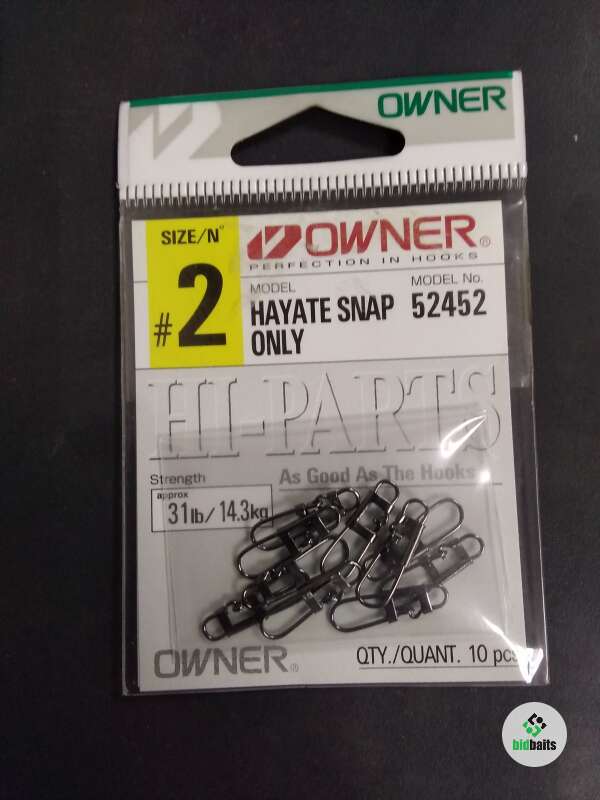 OWNER
SIZE/N°
#2
OWNER®
PERFECTION IN HOOKS
MODEL
HAYATE SNAP
ONLY
MODEL No.
52452
HI-PARTS
As Good As The Hooks
Strength
approx
31lb/14.3kg
OWNER®
QTY./QUANT. 10 pcs
bidbaits